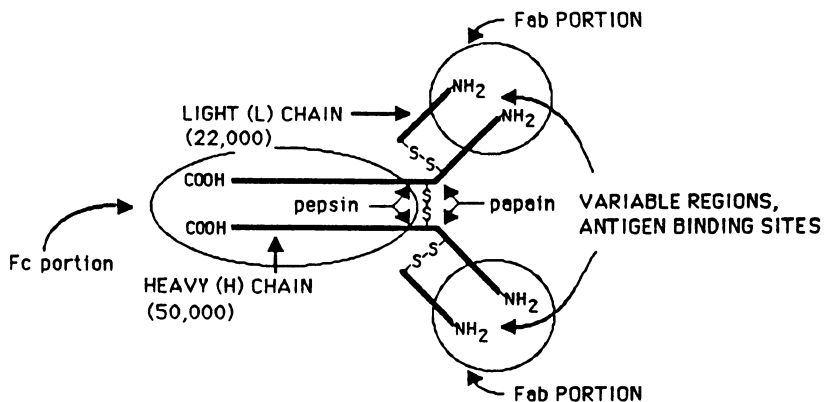 Fab PORTION
NH2
LIGHT (L) CHAIN
(22,000)
NH2
S
S
COOH
pepsin
S
S
papain
VARIABLE REGIONS,
ANTIGEN BINDING SITES
COOH
Fc portion
S
S
HEAVY (H) CHAIN
(50,000)
NH2
NH2
Fab PORTION